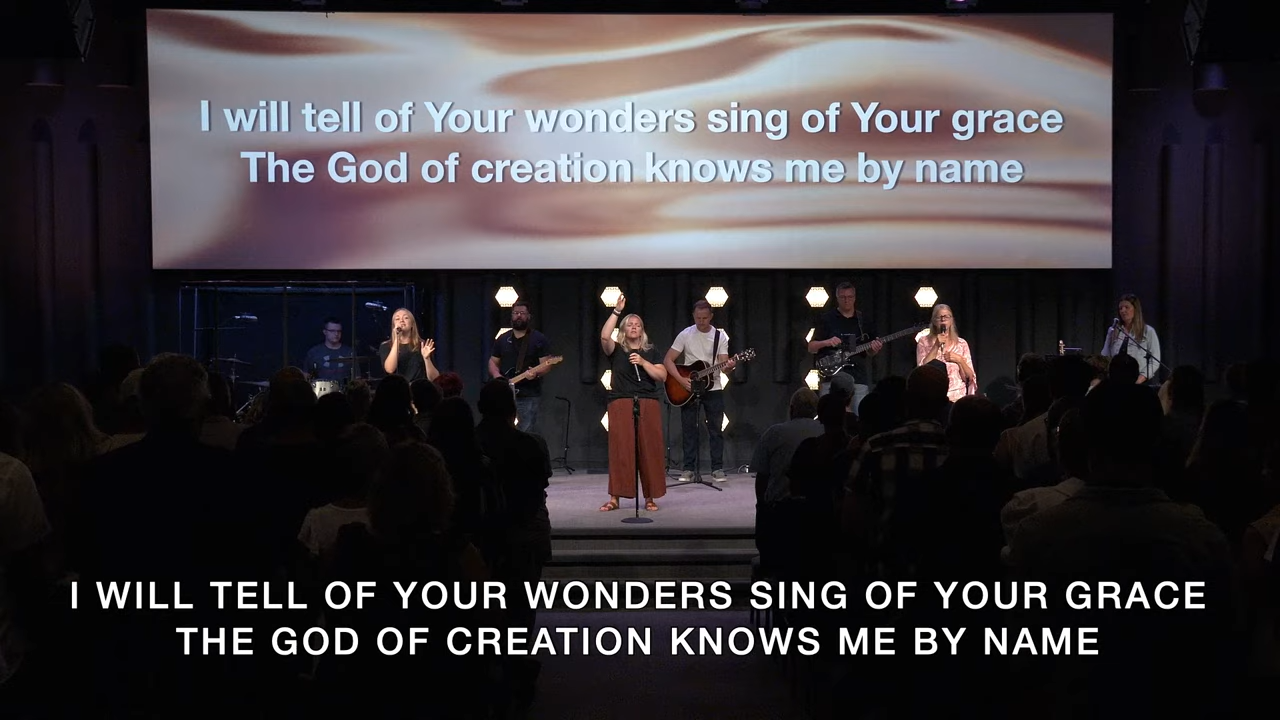 I will tell of Your wonders sing of Your grace
The God of creation knows me by name
I WILL TELL OF YOUR WONDERS SING OF YOUR GRACE
THE GOD OF CREATION KNOWS ME BY NAME